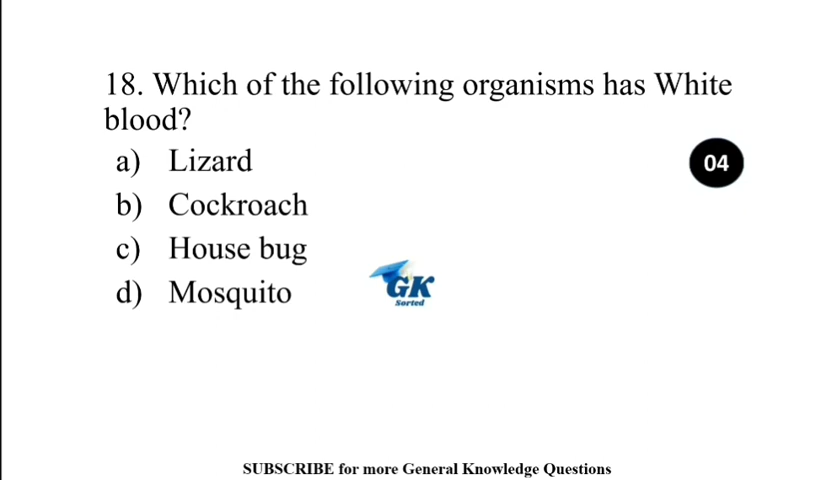 18. Which of the following organisms has White
blood?
a) Lizard
04
b) Cockroach
c) House bug
d) Mosquito
GK
Sorted
SUBSCRIBE for more General Knowledge Questions